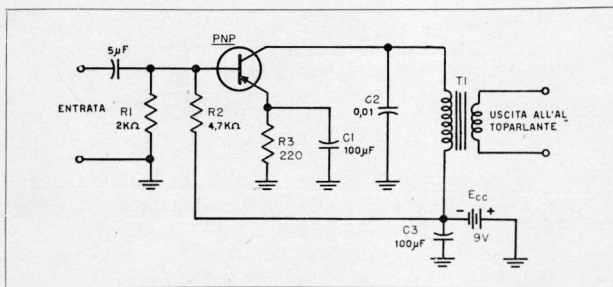 PNP
5µF
ENTRATA
R1
2KΩ
R2
4,7KΩ
R3
220
C1
100µF
C2
0,01
T1
USCITA ALL'AL
TOPARLANTE
C3
100µF
Ecc
- +
9V